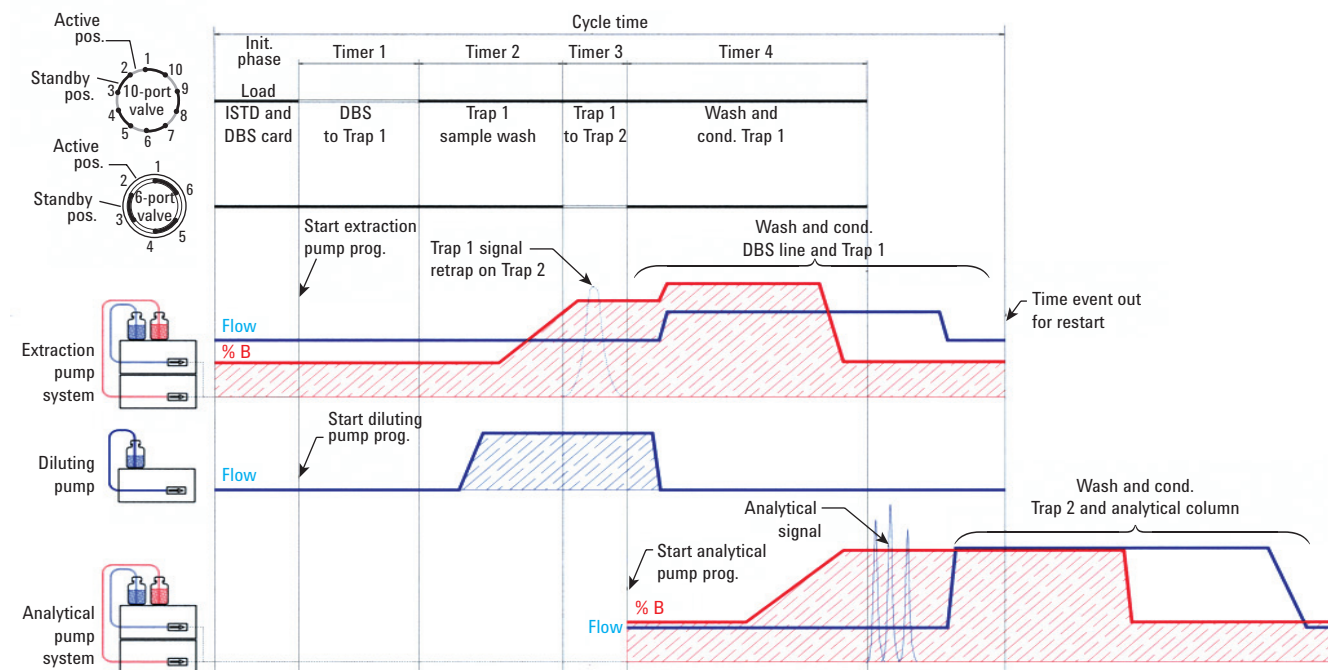 Cycle time
Active
pos.
Init.
phase
Timer 1
Timer 2
Timer 3
Timer 4
1
2
10
Standby
pos.
3
10-port
valve
9
4
8
5
6
7
Load
ISTD and
DBS card
DBS
to Trap 1
Trap 1
sample wash
Trap 1
to Trap 2
Wash and
cond. Trap 1
Active
pos.
1
2
6
Standby
pos.
6-port
valve
3
4
5
Start extraction
pump prog.
Trap 1 signal
retrap on Trap 2
Wash and cond.
DBS line and Trap 1
Time event out
for restart
Flow
% B
Extraction
pump
system
Start diluting
pump prog.
Diluting
pump
Flow
Wash and cond.
Trap 2 and analytical column
Analytical
signal
Start analytical
pump prog.
% B
Flow
Analytical
pump
system